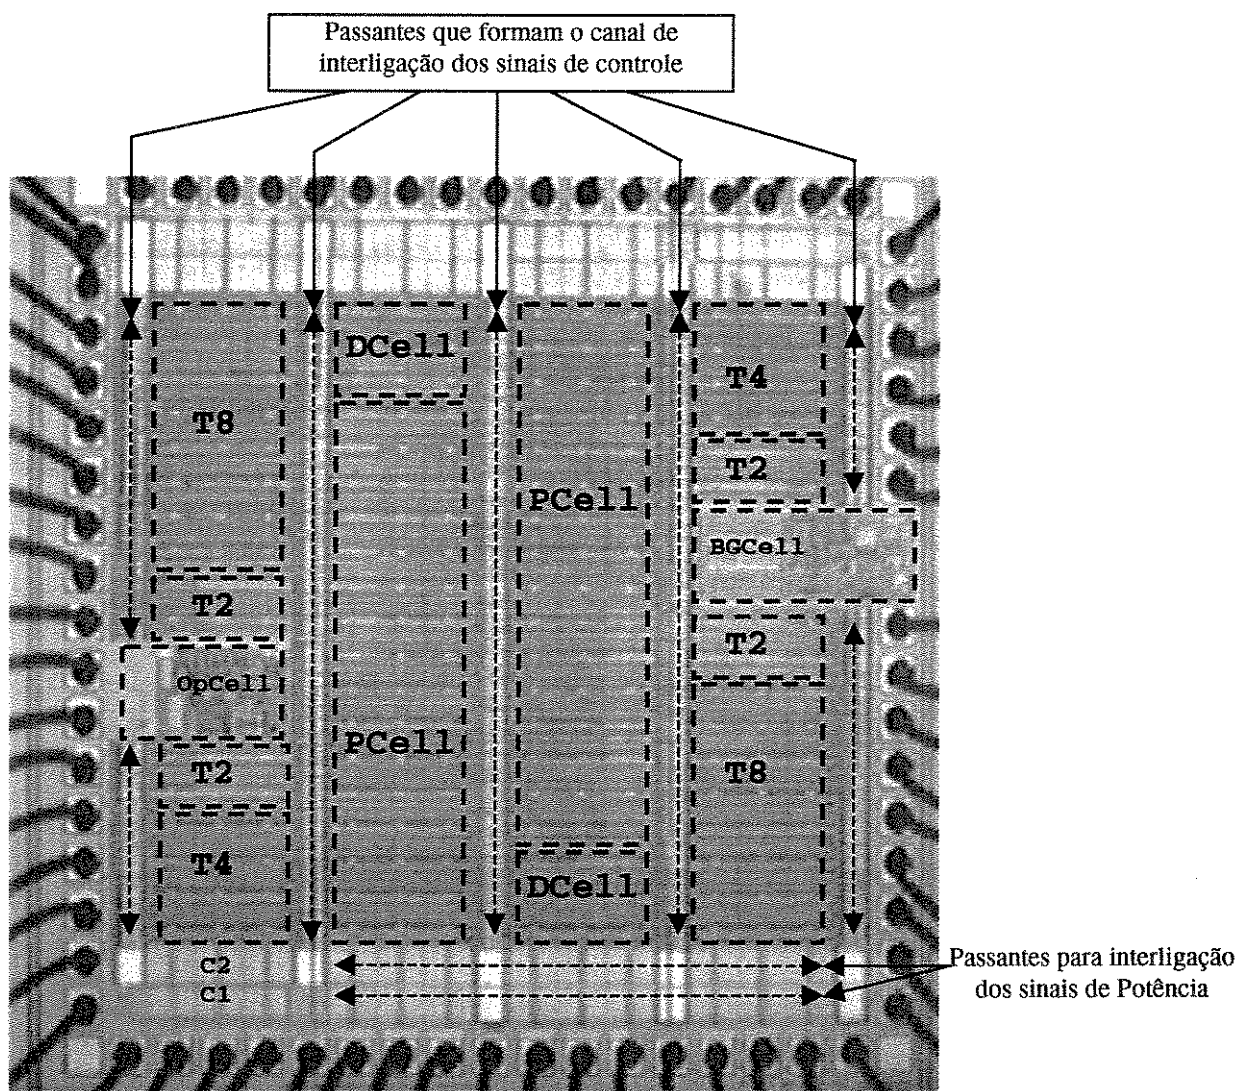 Passantes que formam o canal de
interligação dos sinais de controle
DCell
T4
T8
T2
PCell
BGCell
T2
T2
OpCell
PCell
T2
T8
T4
DCell
C2
C1
Passantes para interligação
dos sinais de Potência